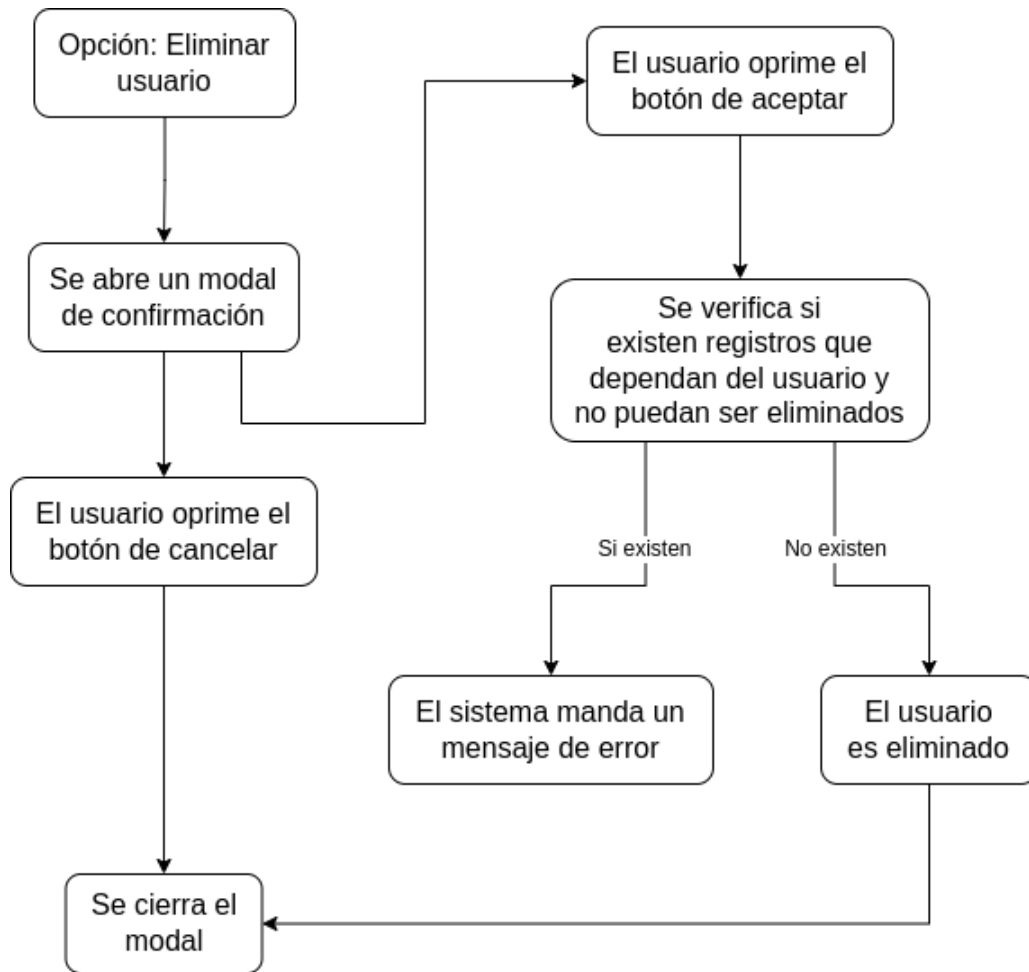 Opción: Eliminar
usuario
El usuario oprime el
botón de aceptar
Se abre un modal
de confirmación
Se verifica si
existen registros que
dependan del usuario y
no puedan ser eliminados
El usuario oprime el
botón de cancelar
Si existen
No existen
El sistema manda un
mensaje de error
El usuario
es eliminado
Se cierra el
modal